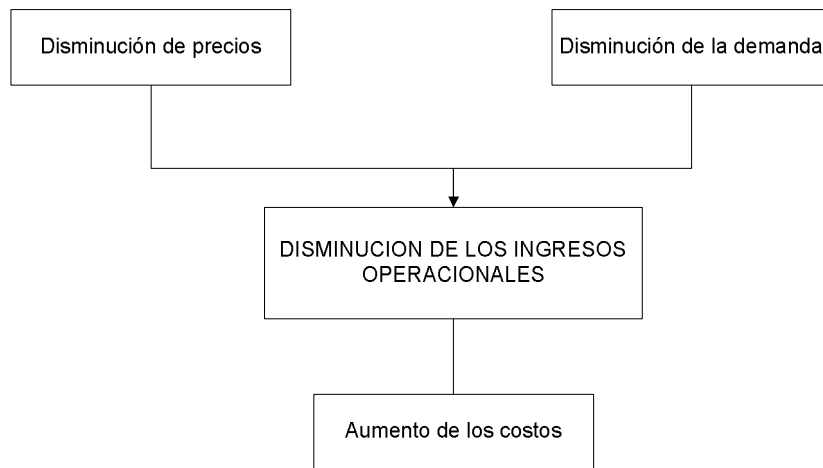 Disminución de precios
Disminución de la demanda
DISMINUCION DE LOS INGRESOS
OPERACIONALES
Aumento de los costos